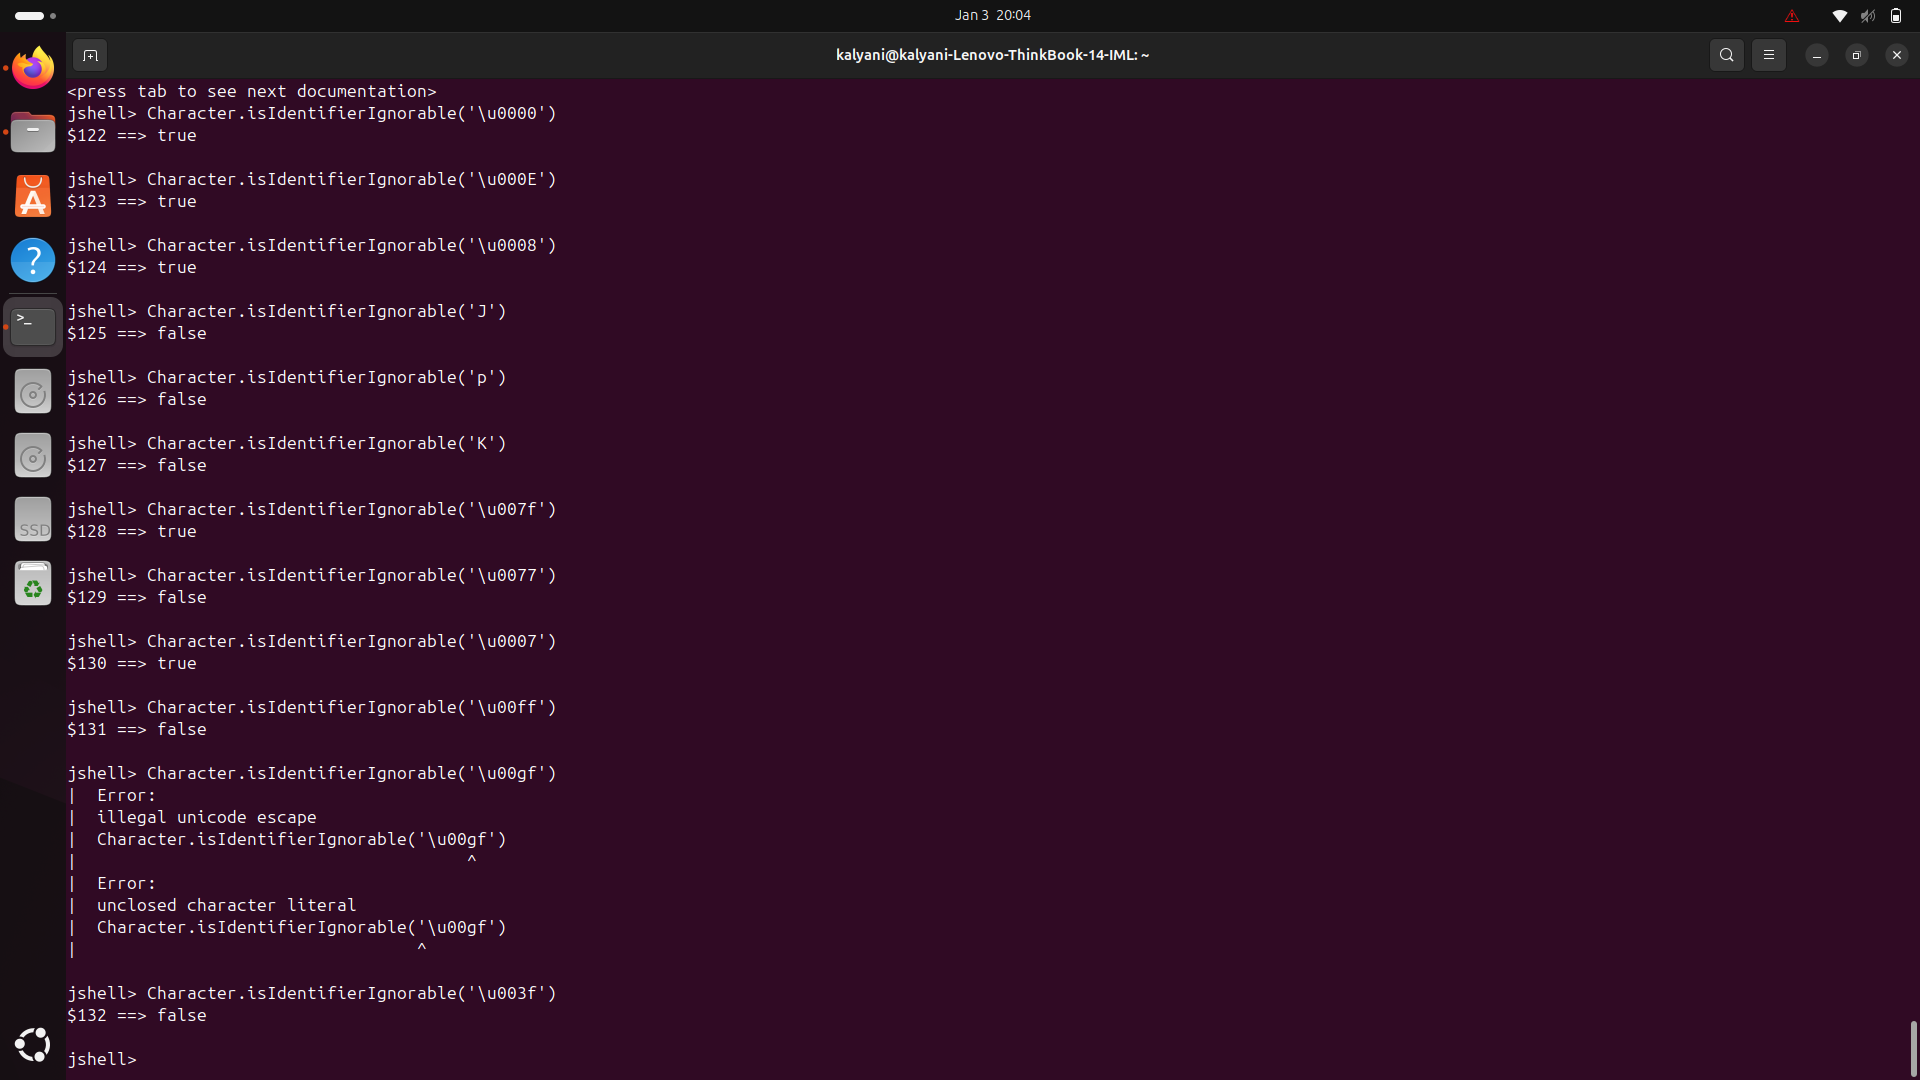 Jan 3 20:04
kalyani@kalyani-Lenovo-ThinkBook-14-IML: ~
<press tab to see next documentation>
jshell> Character.isIdentifierIgnorable('\u0000')
$122 ==> true
jshell> Character.isIdentifierIgnorable('\u000E')
$123 ==> true
jshell> Character.isIdentifierIgnorable('\u0008')
$124 ==> true
jshell> Character.isIdentifierIgnorable('J')
$125 ==> false
jshell> Character.isIdentifierIgnorable('p')
$126 ==> false
jshell> Character.isIdentifierIgnorable('K')
$127 ==> false
jshell> Character.isIdentifierIgnorable('\u007f')
$128 ==> true
jshell> Character.isIdentifierIgnorable('\u0077')
$129 ==> false
jshell> Character.isIdentifierIgnorable('\u0007')
$130 ==> true
jshell> Character.isIdentifierIgnorable('\u00ff')
$131 ==> false
jshell> Character.isIdentifierIgnorable('\u00gf')
|  Error:
|  illegal unicode escape
|  Character.isIdentifierIgnorable('\u00gf')
|                                       ^
|  Error:
|  unclosed character literal
|  Character.isIdentifierIgnorable('\u00gf')
|                                  ^
jshell> Character.isIdentifierIgnorable('\u003f')
$132 ==> false
jshell>
SSD